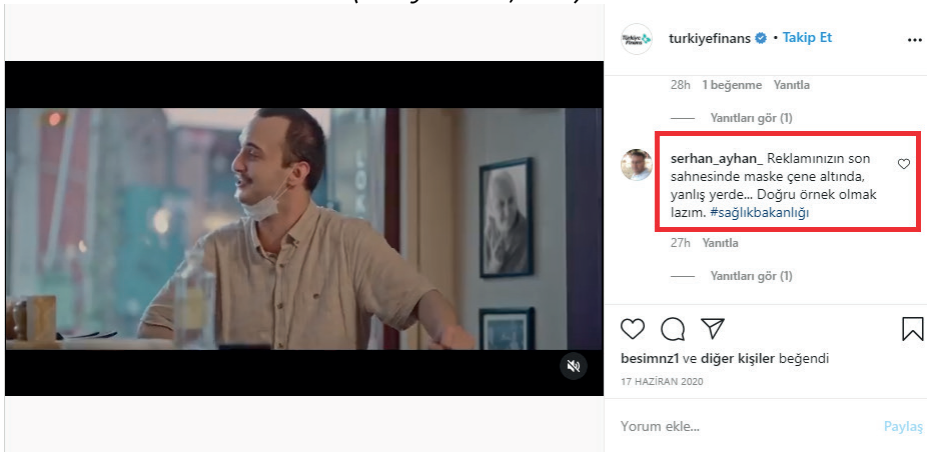 turkiyefinans • Takip Et
28h 1 beğenme Yanıtla
Yanıtları gör (1)
serhan_ayhan_ Reklamınızın son
sahnesinde maske çene altında,
yanlış yerde... Doğru örnek olmak
lazım. #sağlıkbakanlığı
27h Yanıtla
Yanıtları gör (1)
besimnz1 ve diğer kişiler beğendi
17 HAZİRAN 2020
Yorum ekle...
Paylaş